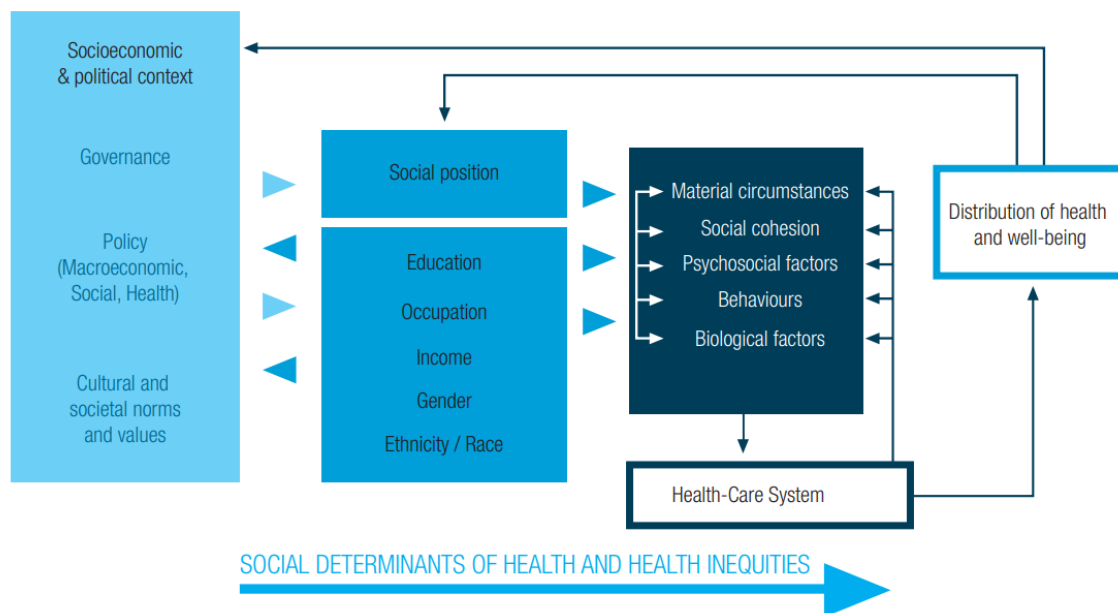 Socioeconomic
& political context
Governance
Policy
(Macroeconomic,
Social, Health)
Cultural and
societal norms
and values
Social position
Education
Occupation
Income
Gender
Ethnicity / Race
Material circumstances
Social cohesion
Psychosocial factors
Behaviours
Biological factors
Health-Care System
Distribution of health
and well-being
SOCIAL DETERMINANTS OF HEALTH AND HEALTH INEQUITIES